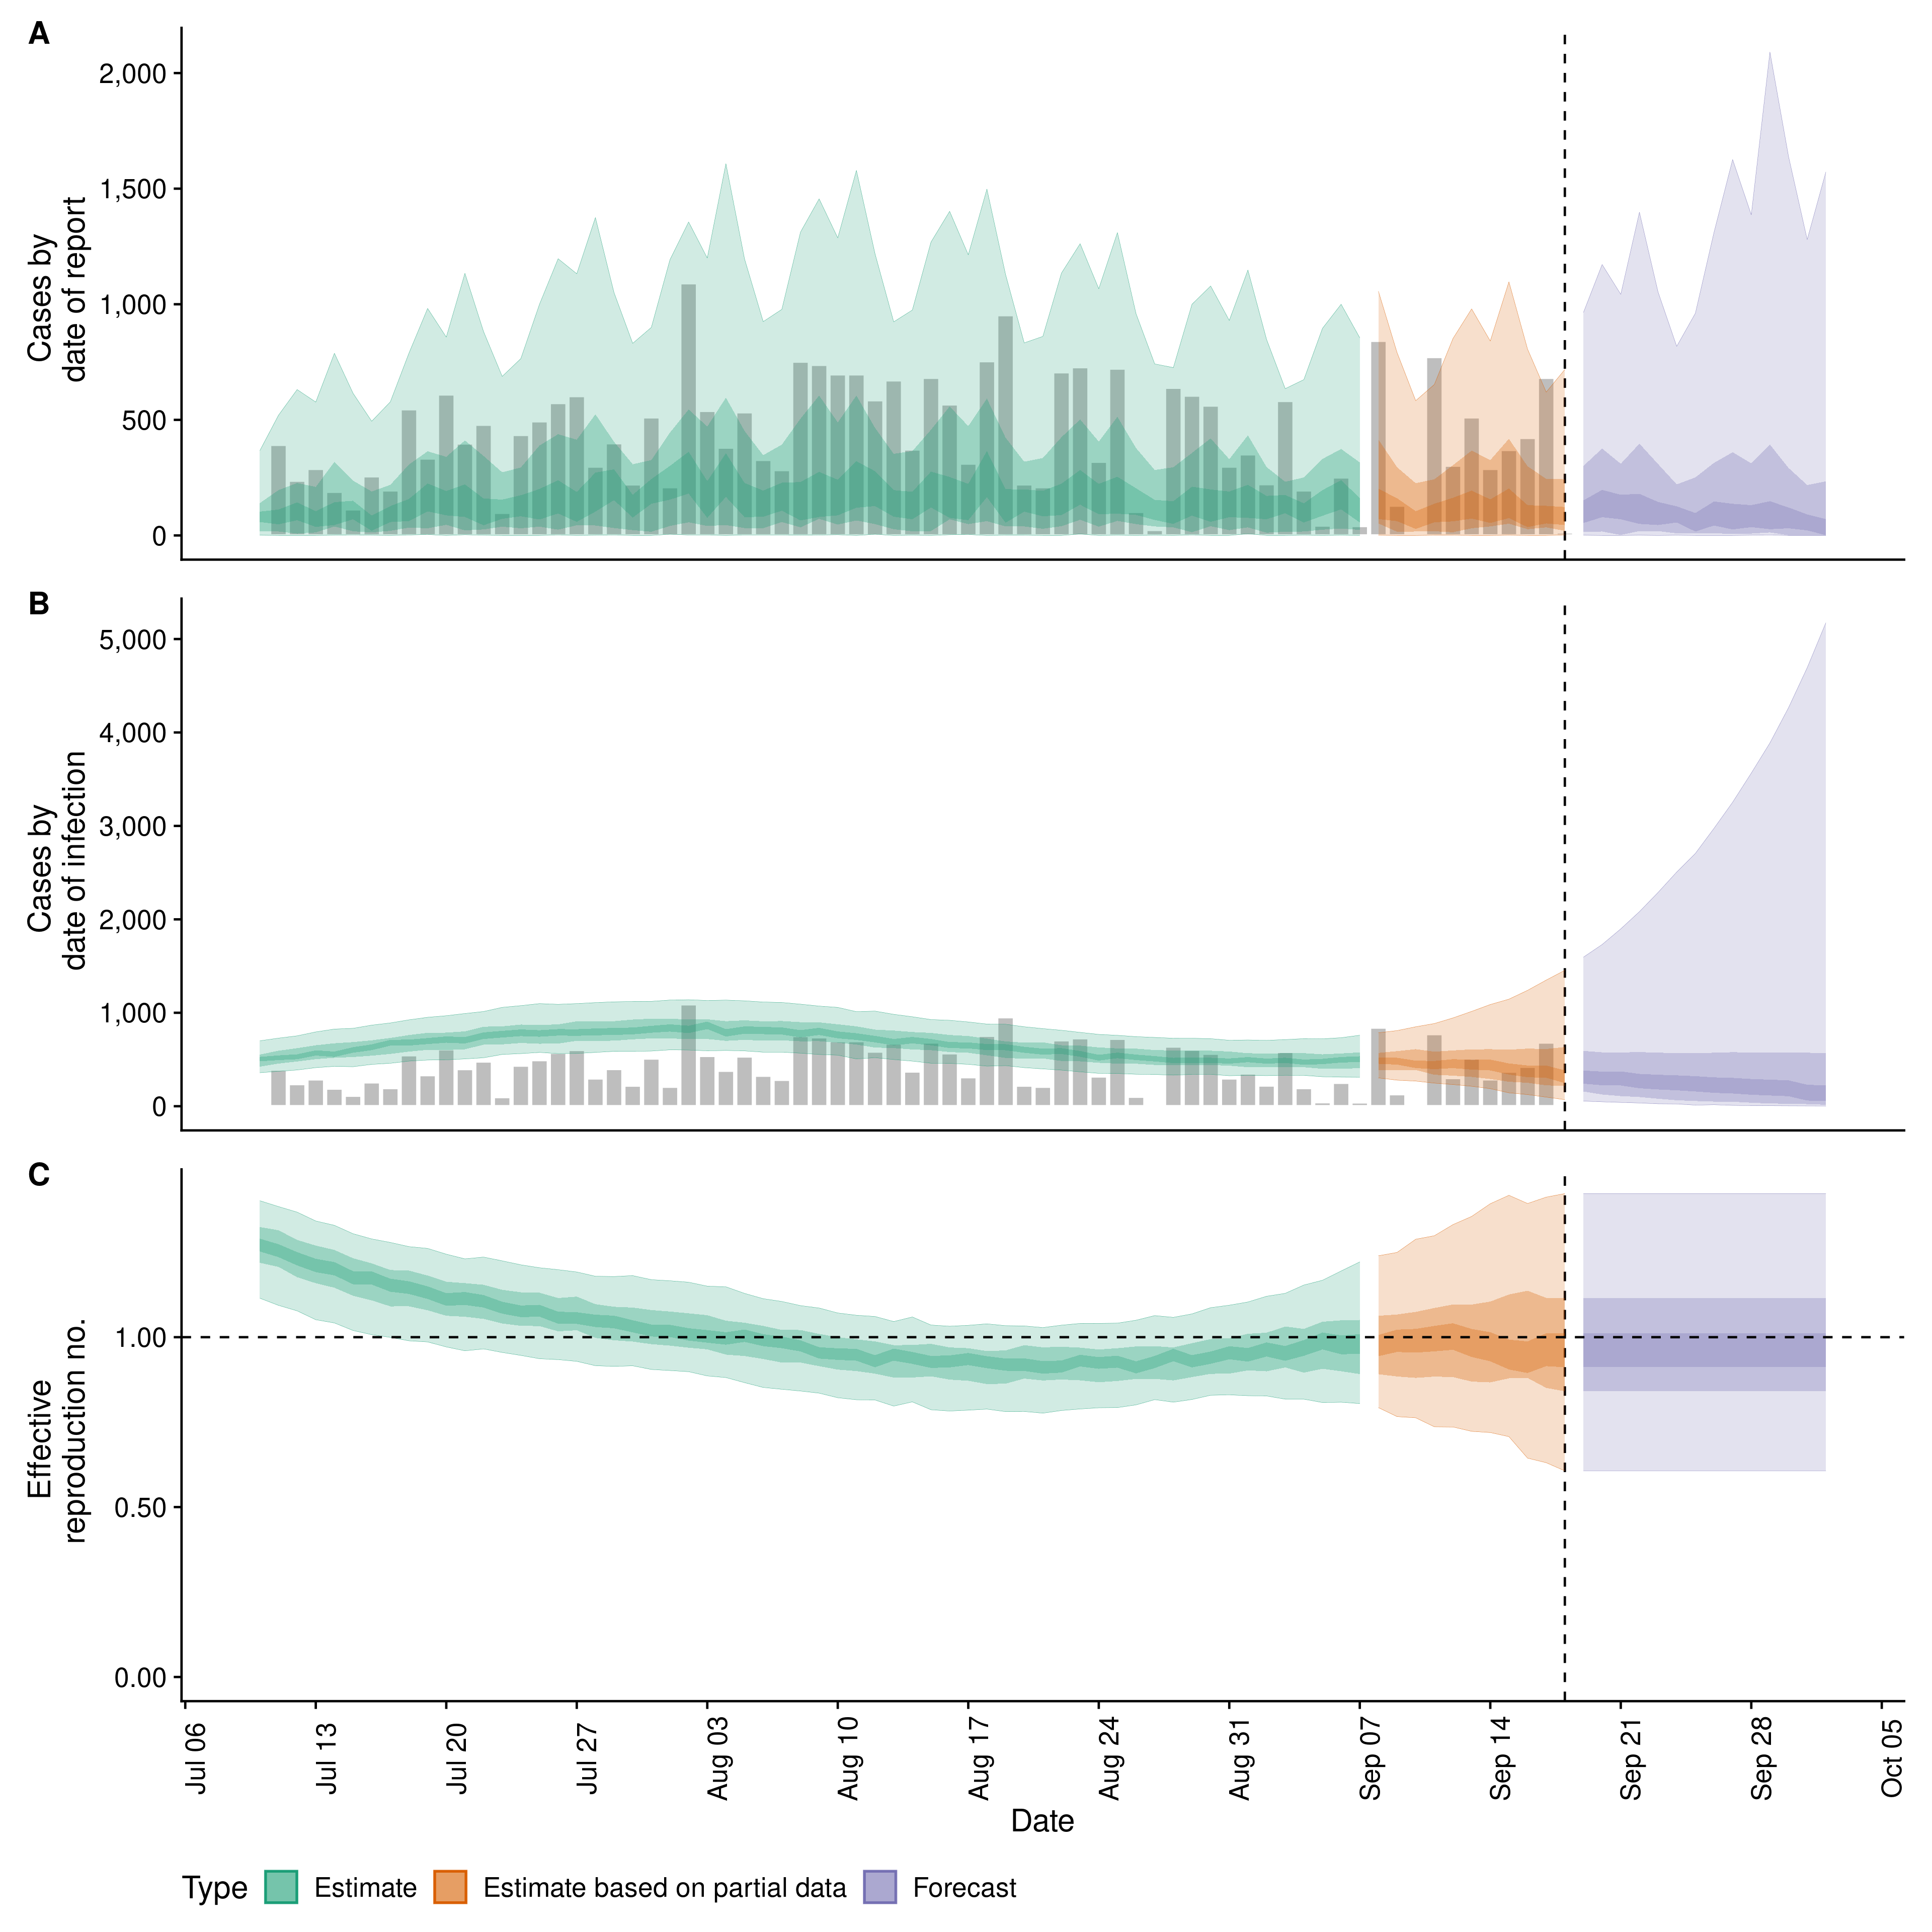 A
Cases by
date of report
2,000
1,500
1,000
500
0
B
Cases by
date of infection
5,000
4,000
3,000
2,000
1,000
0
C
Effective
reproduction no.
1.00
0.50
0.00
Jul 06
Jul 13
Jul 20
Jul 27
Aug 03
Aug 10
Aug 17
Aug 24
Aug 31
Sep 07
Sep 14
Sep 21
Sep 28
Oct 05
Date
Type Estimate Estimate based on partial data Forecast